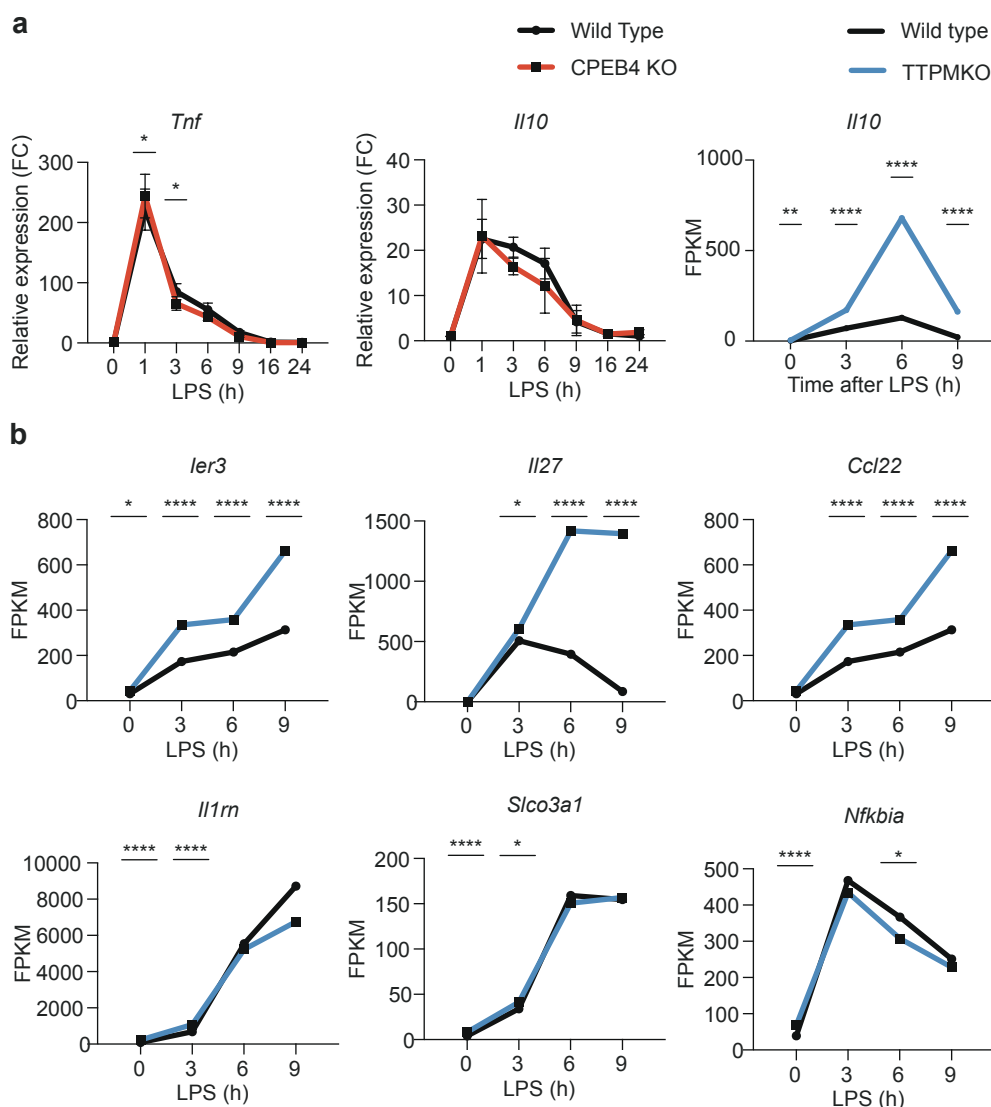 a
Wild Type
CPEB4 KO
Wild type
TTPMKO
Tnf
Relative expression (FC)
300
200
100
0
*
*
0 1 3 6 9 16 24
LPS (h)
Il10
Relative expression (FC)
40
30
20
10
0
0 1 3 6 9 16 24
LPS (h)
Il10
FPKM
1000
500
0
** **** **** ****
0 3 6 9
Time after LPS (h)
b
Ier3
* **** **** ****
FPKM
800
600
400
200
0
0 3 6 9
LPS (h)
Il27
* **** ****
FPKM
1500
1000
500
0
0 3 6 9
LPS (h)
Ccl22
**** **** ****
FPKM
800
600
400
200
0
0 3 6 9
LPS (h)
Il1rn
**** ****
FPKM
10000
8000
6000
4000
2000
0
0 3 6 9
LPS (h)
Slco3a1
**** *
FPKM
200
150
100
50
0
0 3 6 9
LPS (h)
Nfkbia
**** *
FPKM
500
400
300
200
100
0
0 3 6 9
LPS (h)